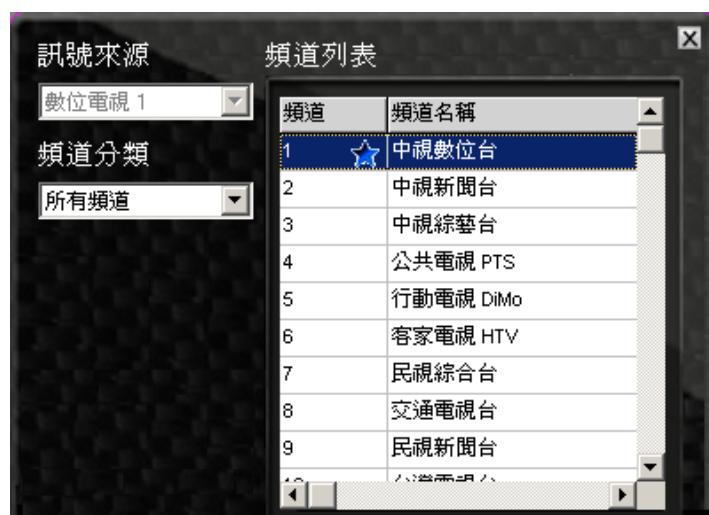 訊號來源
數位電視 1
頻道分類
所有頻道
頻道列表
頻道 頻道名稱
1 中視數位台
2 中視新聞台
3 中視綜藝台
4 公共電視 PTS
5 行動電視 DiMo
6 客家電視 HTV
7 民視綜合台
8 交通電視台
9 民視新聞台